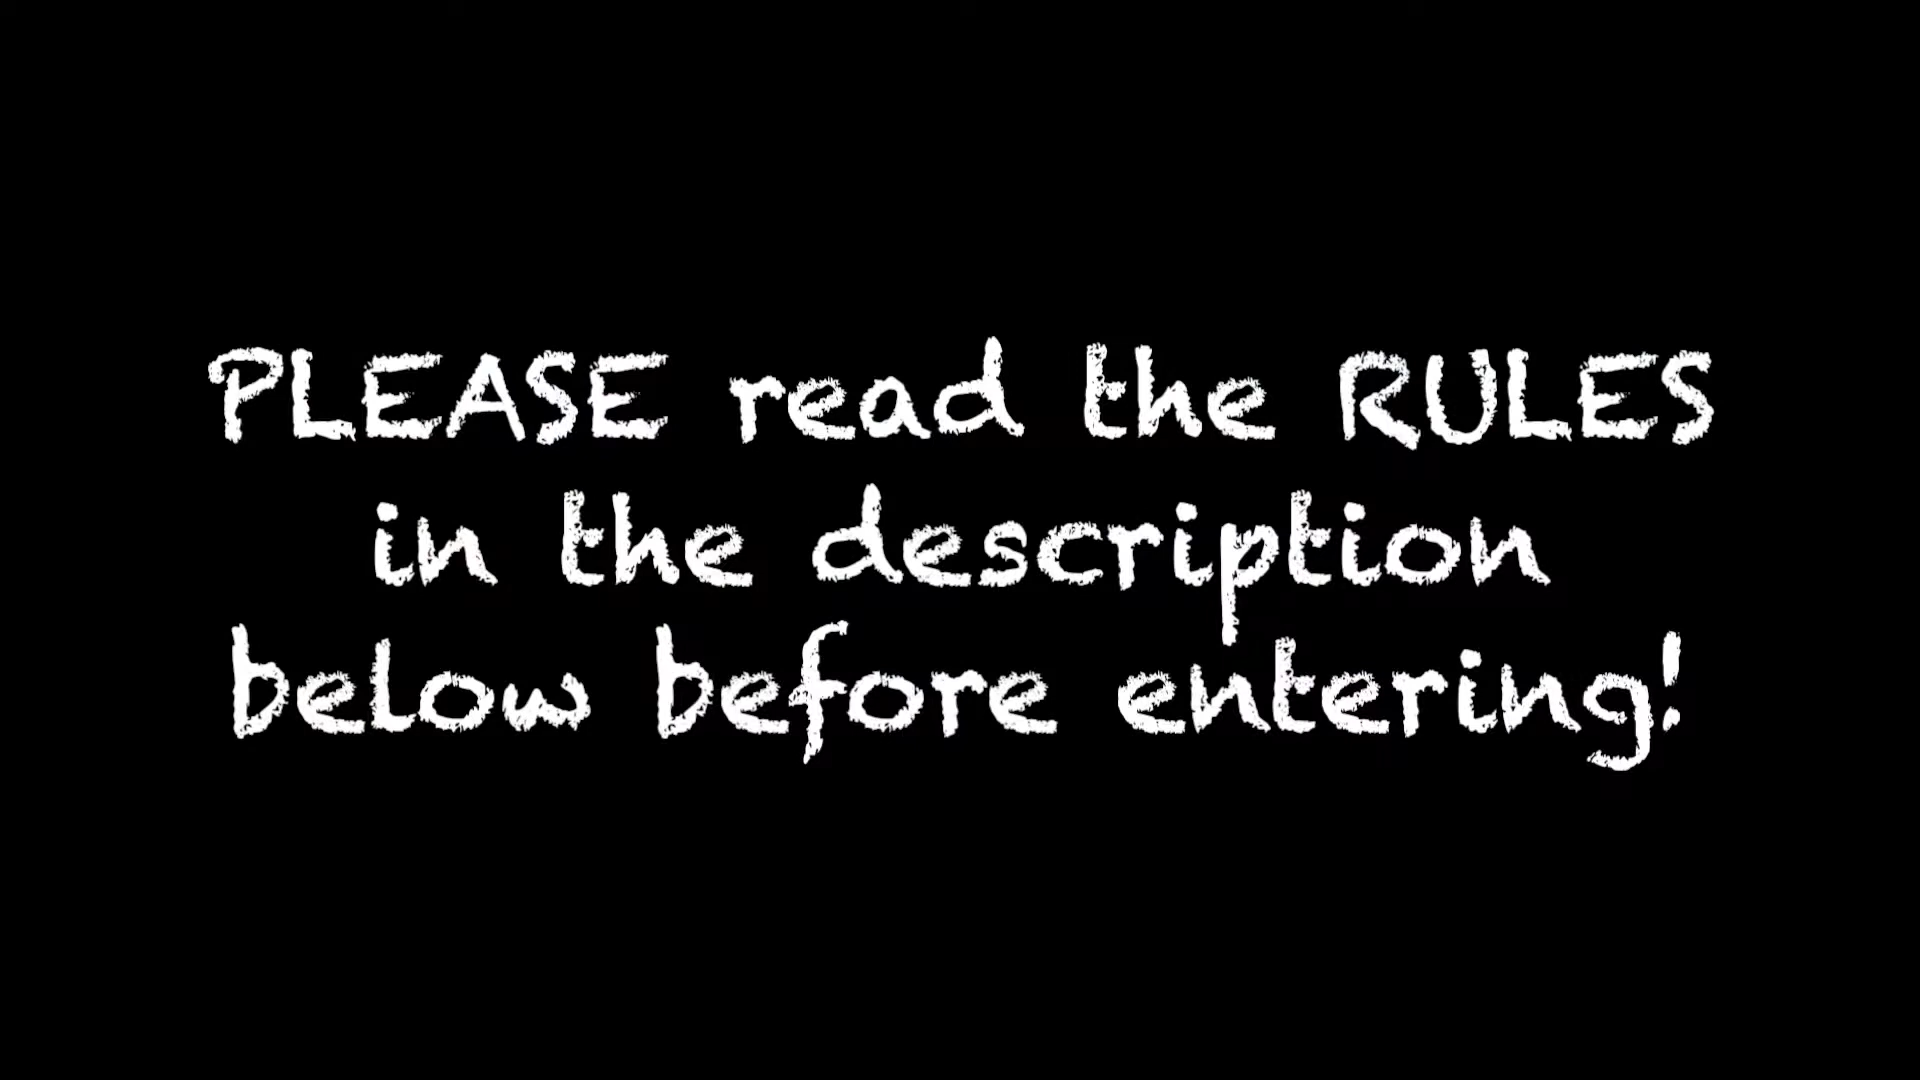 PLEASE read the RULES
in the description
below before entering!